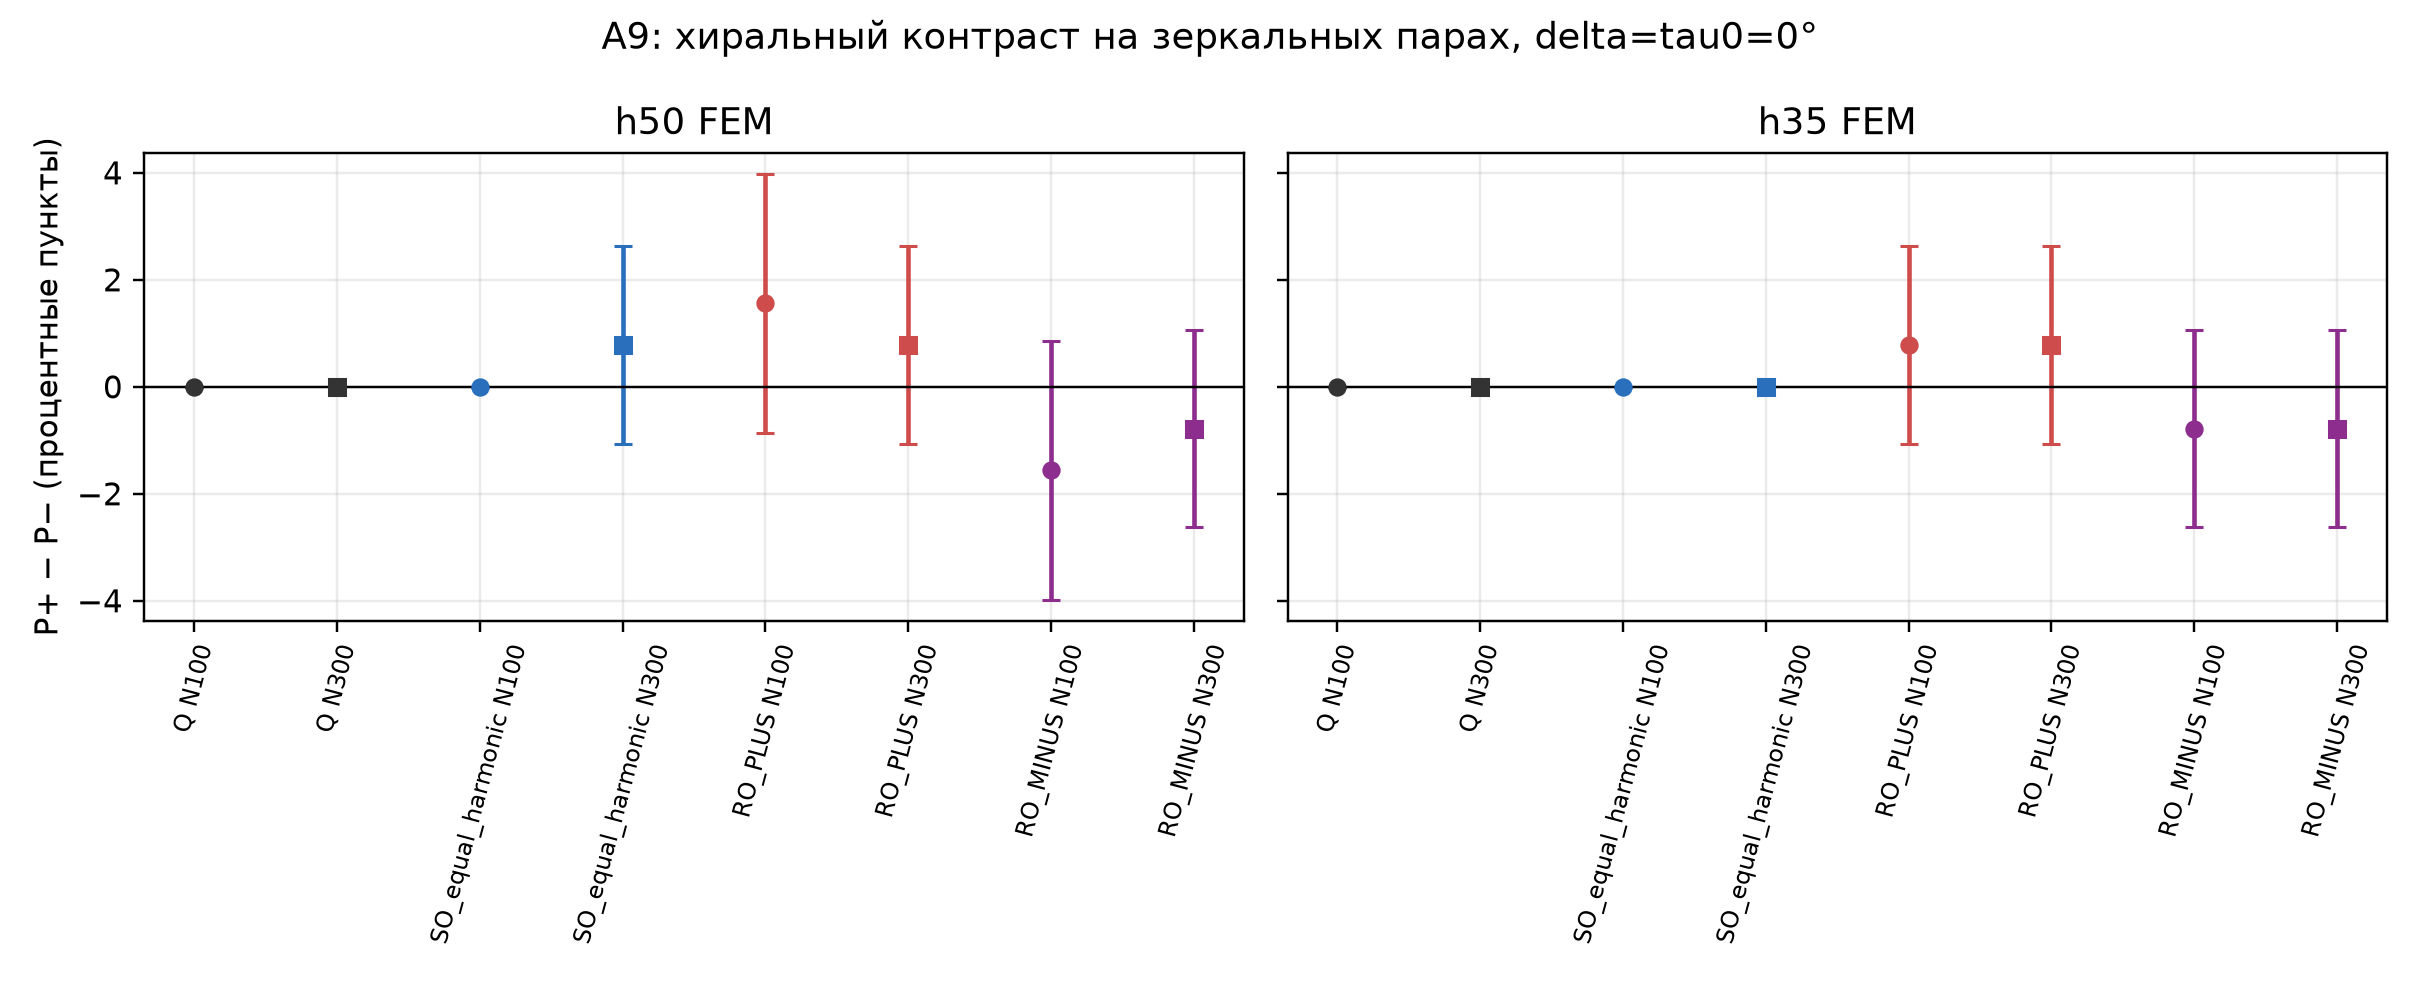 A9: хиральный контраст на зеркальных парах, delta=tau0=0°
h50 FEM
h35 FEM
P+ − P− (процентные пункты)
4
2
0
−2
−4
Q N100
Q N300
SO_equal_harmonic N100
SO_equal_harmonic N300
RO_PLUS N100
RO_PLUS N300
RO_MINUS N100
RO_MINUS N300
Q N100
Q N300
SO_equal_harmonic N100
SO_equal_harmonic N300
RO_PLUS N100
RO_PLUS N300
RO_MINUS N100
RO_MINUS N300